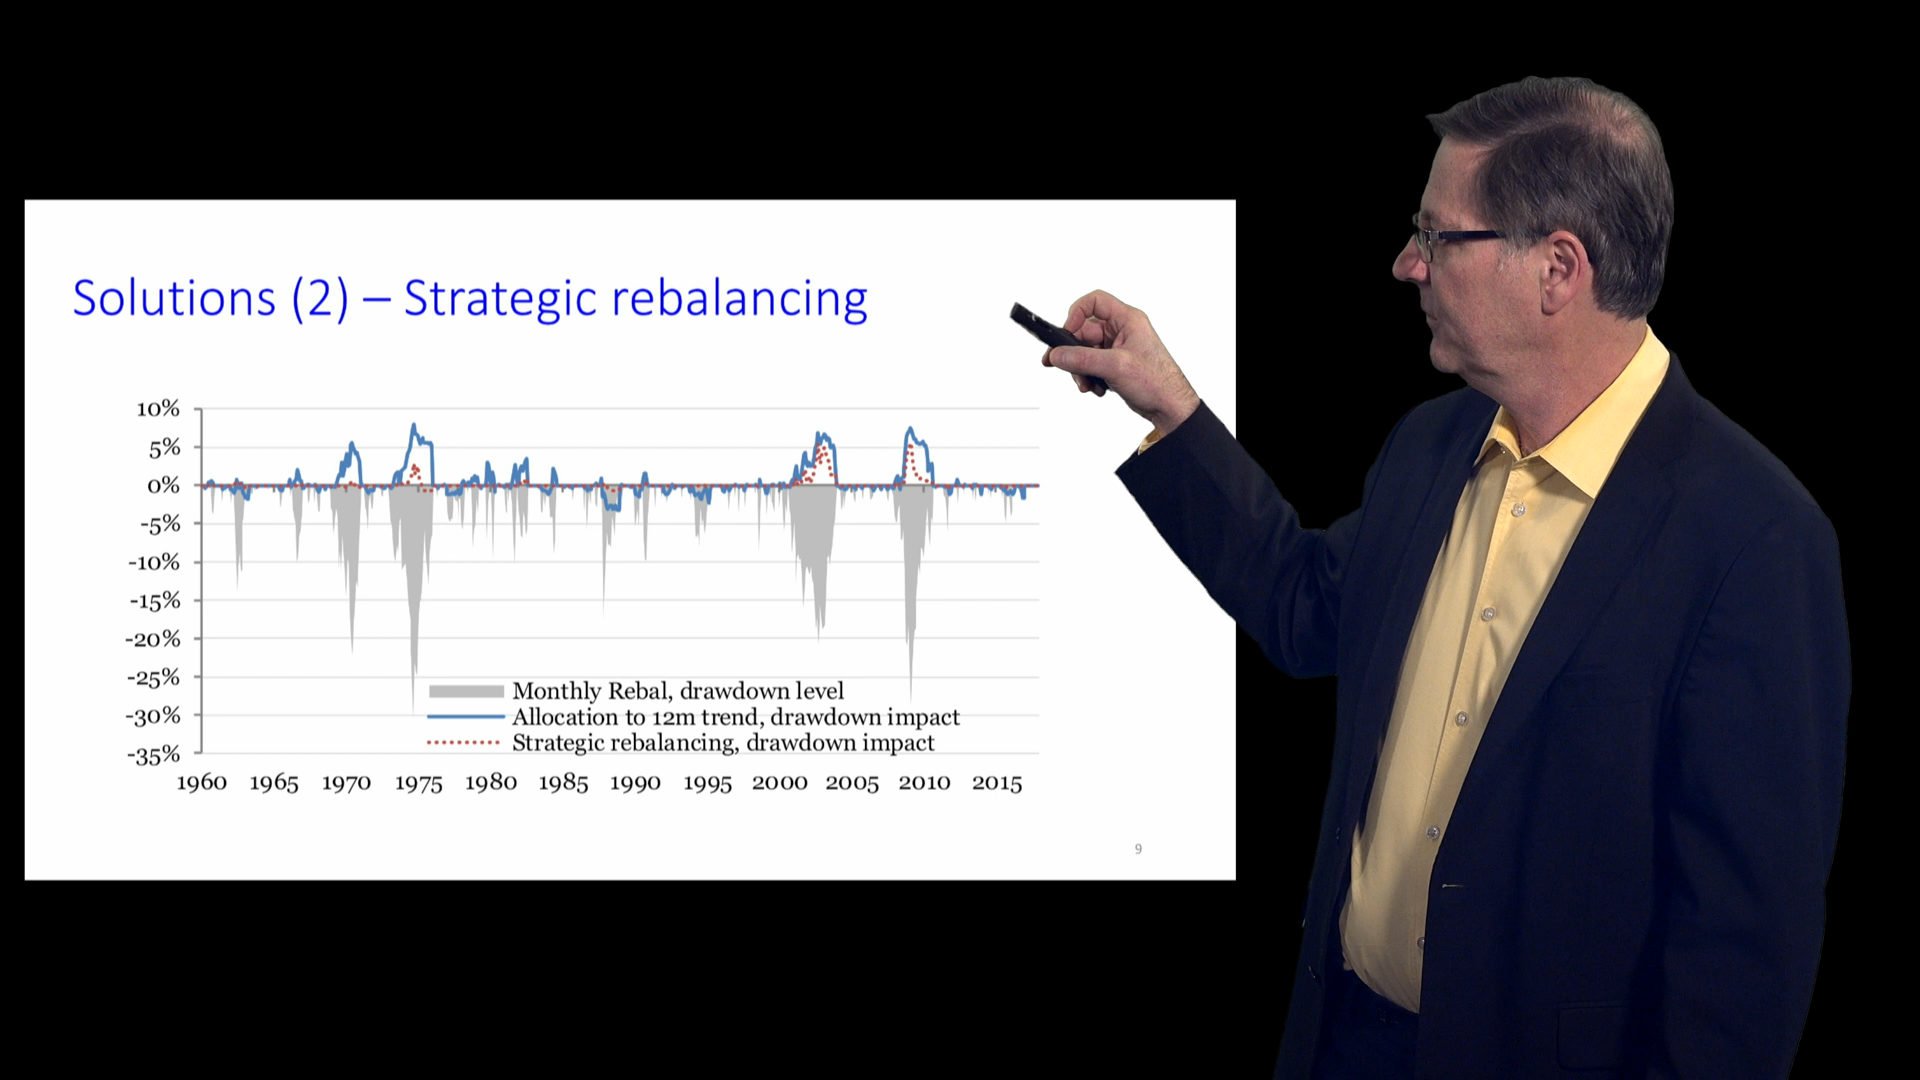 Solutions (2) – Strategic rebalancing
10%
5%
0%
-5%
-10%
-15%
-20%
-25%
-30%
-35%
Monthly Rebal, drawdown level
Allocation to 12m trend, drawdown impact
Strategic rebalancing, drawdown impact
1960 1965 1970 1975 1980 1985 1990 1995 2000 2005 2010 2015
9